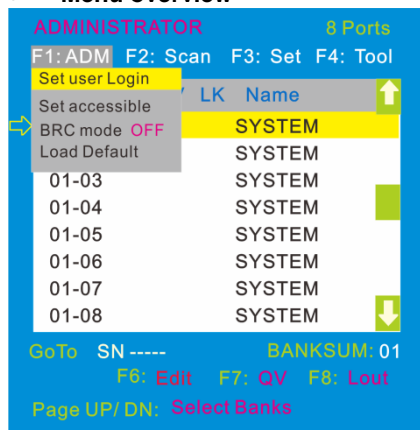 Menu overview
ADMINISTRATOR 8 Ports
F1: ADM F2: Scan F3: Set F4: Tool
Set user Login
LK Name
Set accessible
BRC mode OFF SYSTEM
Load Default SYSTEM
01-03 SYSTEM
01-04 SYSTEM
01-05 SYSTEM
01-06 SYSTEM
01-07 SYSTEM
01-08 SYSTEM
GoTo SN ----- BANKSUM: 01
F6: Edit F7: QV F8: Lout
Page UP/ DN: Select Banks